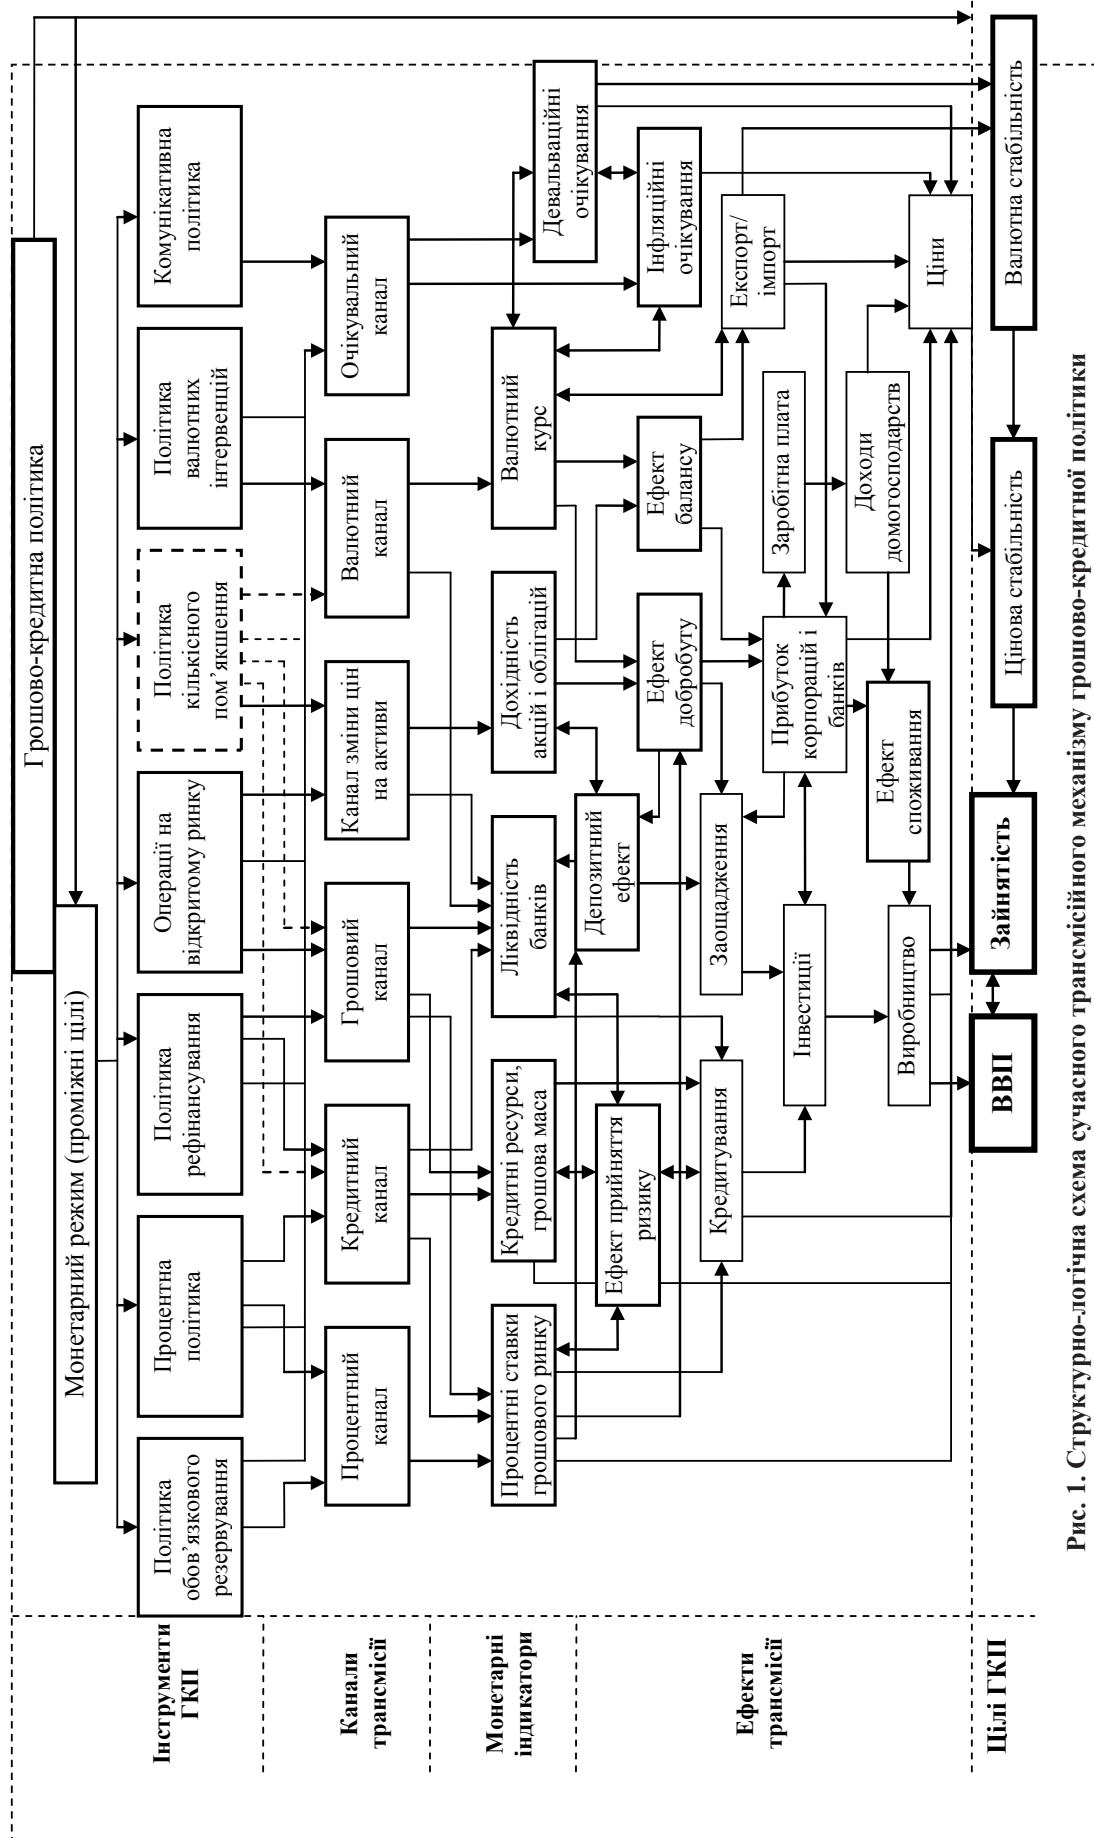 Грошово-кредитна політика
Монетарний режим (проміжні цілі)
Інструменти
ГКП
Політика
обов’язкового
резервування
Процентна
політика
Політика
рефінансування
Операції на
відкритому ринку
Політика
кількісного
пом’якшення
Політика
валютних
інтервенцій
Комунікативна
політика
Канали
трансмісії
Процентний
канал
Кредитний
канал
Грошовий
канал
Канал зміни цін
на активи
Валютний
канал
Очікувальний
канал
Монетарні
індикатори
Процентні ставки
грошового ринку
Кредитні ресурси,
грошова маса
Ліквідність
банків
Дохідність
акцій і облігацій
Валютний
курс
Девальваційні
очікування
Ефекти
трансмісії
Ефект прийняття
ризику
Депозитний
ефект
Ефект
добробуту
Ефект
балансу
Інфляційні
очікування
Кредитування
Заощадження
Прибуток
корпорацій і
банків
Заробітна плата
Експорт/
імпорт
Інвестиції
Ефект
споживання
Доходи
домогосподарств
Виробництво
Ціни
Цілі ГКП
ВВП
Зайнятість
Цінова стабільність
Валютна стабільність
Рис. 1. Структурно-логічна схема сучасного трансмісійного механізму грошово-кредитної політики